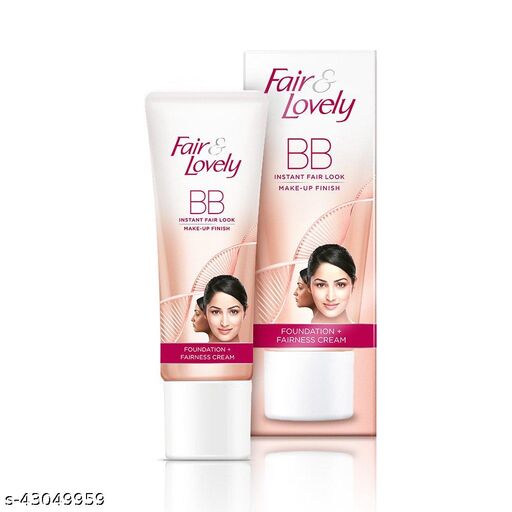 Fair &
Lovely
BB
INSTANT FAIR LOOK
MAKE-UP FINISH
FOUNDATION +
FAIRNESS CREAM
Fair &
Lovely
BB
INSTANT FAIR LOOK
MAKE-UP FINISH
FOUNDATION +
FAIRNESS CREAM
s-43049959